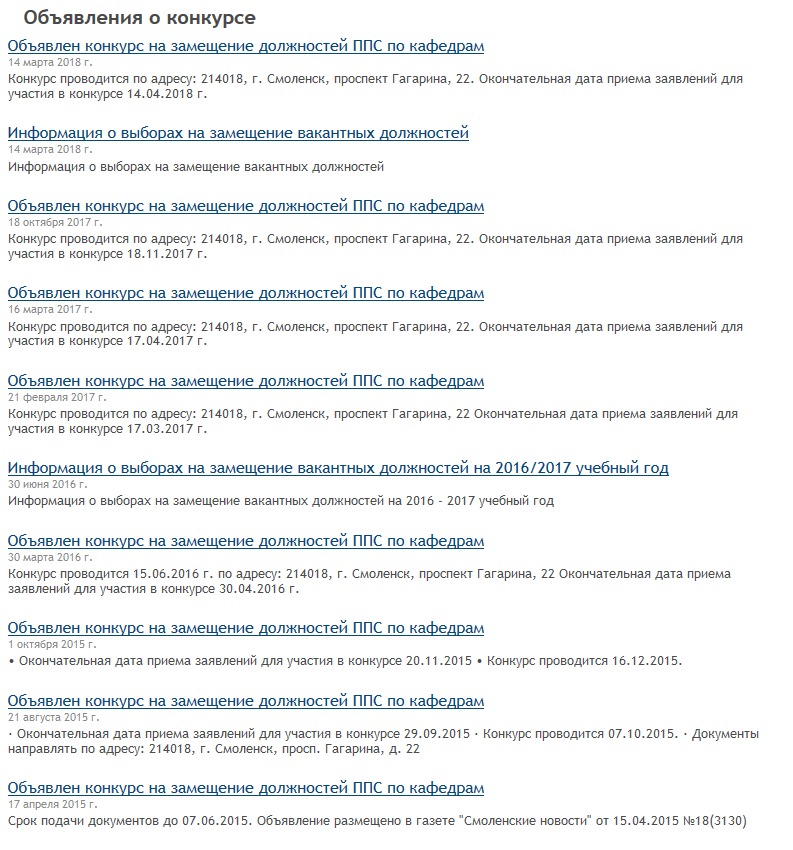 Объявления о конкурсе
Объявлен конкурс на замещение должностей ППС по кафедрам
14 марта 2018 г.
Конкурс проводится по адресу: 214018, г. Смоленск, проспект Гагарина, 22. Окончательная дата приема заявлений для
участия в конкурсе 14.04.2018 г.
Информация о выборах на замещение вакантных должностей
14 марта 2018 г.
Информация о выборах на замещение вакантных должностей
Объявлен конкурс на замещение должностей ППС по кафедрам
18 октября 2017 г.
Конкурс проводится по адресу: 214018, г. Смоленск, проспект Гагарина, 22. Окончательная дата приема заявлений для
участия в конкурсе 18.11.2017 г.
Объявлен конкурс на замещение должностей ППС по кафедрам
16 марта 2017 г.
Конкурс проводится по адресу: 214018, г. Смоленск, проспект Гагарина, 22. Окончательная дата приема заявлений для
участия в конкурсе 17.04.2017 г.
Объявлен конкурс на замещение должностей ППС по кафедрам
21 февраля 2017 г.
Конкурс проводится по адресу: 214018, г. Смоленск, проспект Гагарина, 22 Окончательная дата приема заявлений для
участия в конкурсе 17.03.2017 г.
Информация о выборах на замещение вакантных должностей на 2016/2017 учебный год
30 июня 2016 г.
Информация о выборах на замещение вакантных должностей на 2016 - 2017 учебный год
Объявлен конкурс на замещение должностей ППС по кафедрам
30 марта 2016 г.
Конкурс проводится 15.06.2016 г. по адресу: 214018, г. Смоленск, проспект Гагарина, 22 Окончательная дата приема
заявлений для участия в конкурсе 30.04.2016 г.
Объявлен конкурс на замещение должностей ППС по кафедрам
1 октября 2015 г.
• Окончательная дата приема заявлений для участия в конкурсе 20.11.2015 • Конкурс проводится 16.12.2015.
Объявлен конкурс на замещение должностей ППС по кафедрам
21 августа 2015 г.
· Окончательная дата приема заявлений для участия в конкурсе 29.09.2015 · Конкурс проводится 07.10.2015. · Документы
направлять по адресу: 214018, г. Смоленск, просп. Гагарина, д. 22
Объявлен конкурс на замещение должностей ППС по кафедрам
17 апреля 2015 г.
Срок подачи документов до 07.06.2015. Объявление размещено в газете "Смоленские новости" от 15.04.2015 №18(3130)